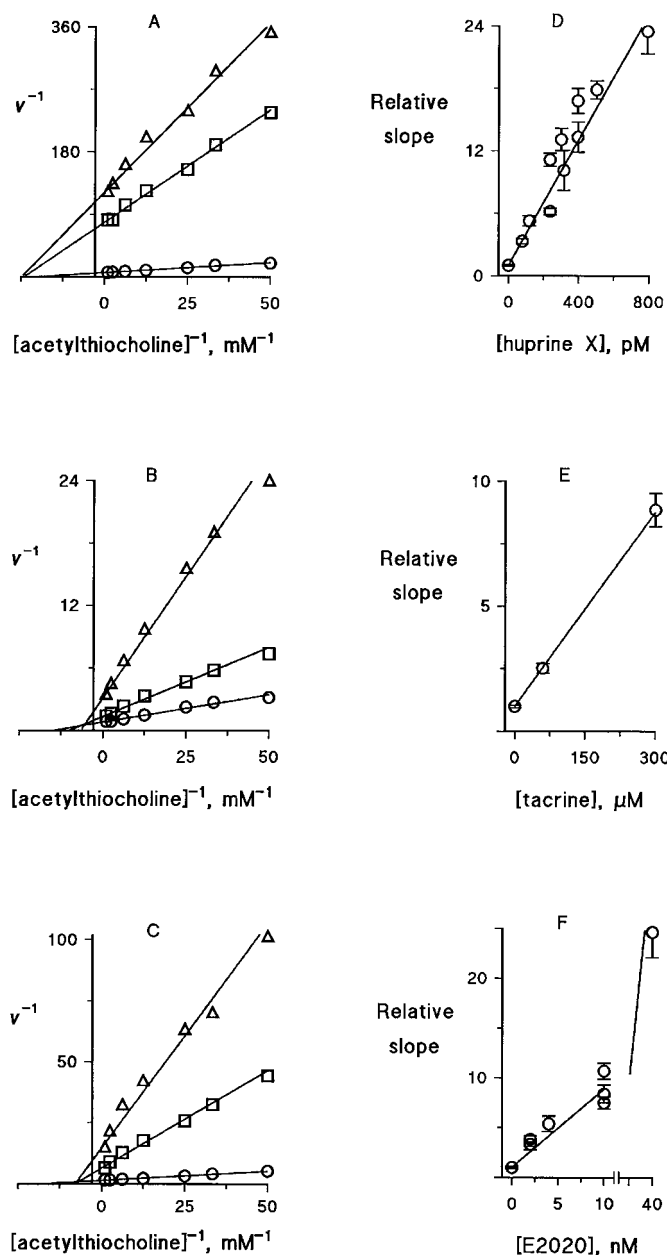 A
360
v⁻¹
180
0 25 50
[acetylthiocholine]⁻¹, mM⁻¹
D
24
Relative
slope
12
0
0 400 800
[huprine X], pM
B
24
v⁻¹
12
0 25 50
[acetylthiocholine]⁻¹, mM⁻¹
E
10
Relative
slope
5
0
0 150 300
[tacrine], μM
C
100
v⁻¹
50
0 25 50
[acetylthiocholine]⁻¹, mM⁻¹
F
Relative
slope
20
10
0
0 5 10 40
[E2020], nM